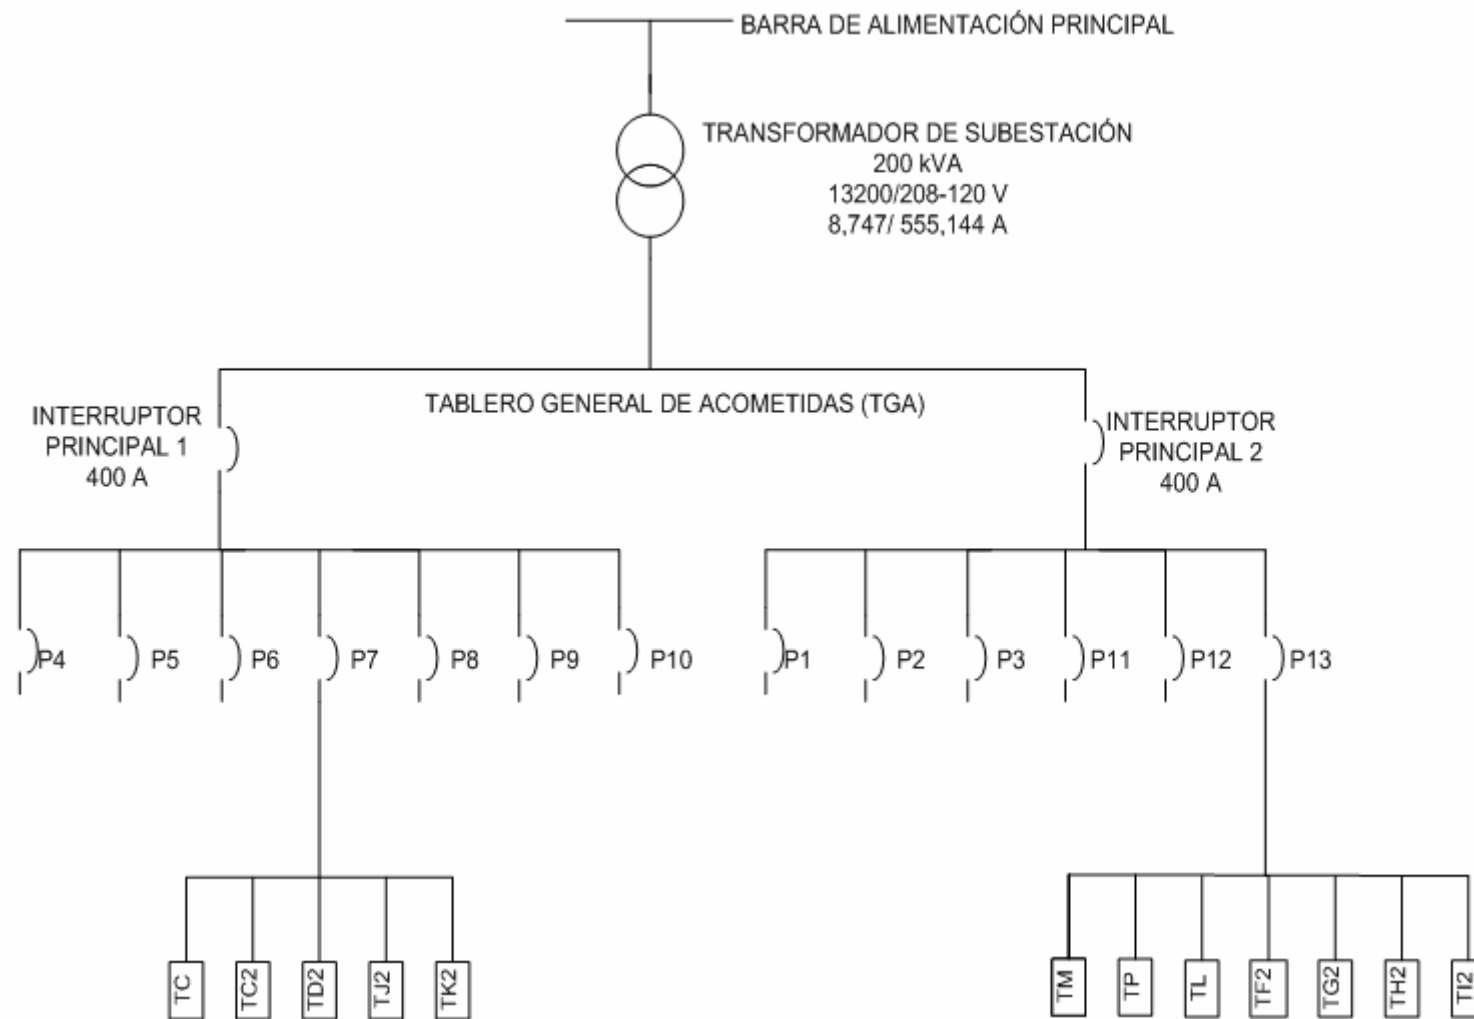 BARRA DE ALIMENTACIÓN PRINCIPAL
TRANSFORMADOR DE SUBESTACIÓN
200 kVA
13200/208-120 V
8,747/ 555,144 A
TABLERO GENERAL DE ACOMETIDAS (TGA)
INTERRUPTOR
PRINCIPAL 1
400 A
INTERRUPTOR
PRINCIPAL 2
400 A
P4
P5
P6
P7
P8
P9
P10
P1
P2
P3
P11
P12
P13
TC
TC2
TD2
TJ2
TK2
TM
TP
TL
TF2
TG2
TH2
TI2